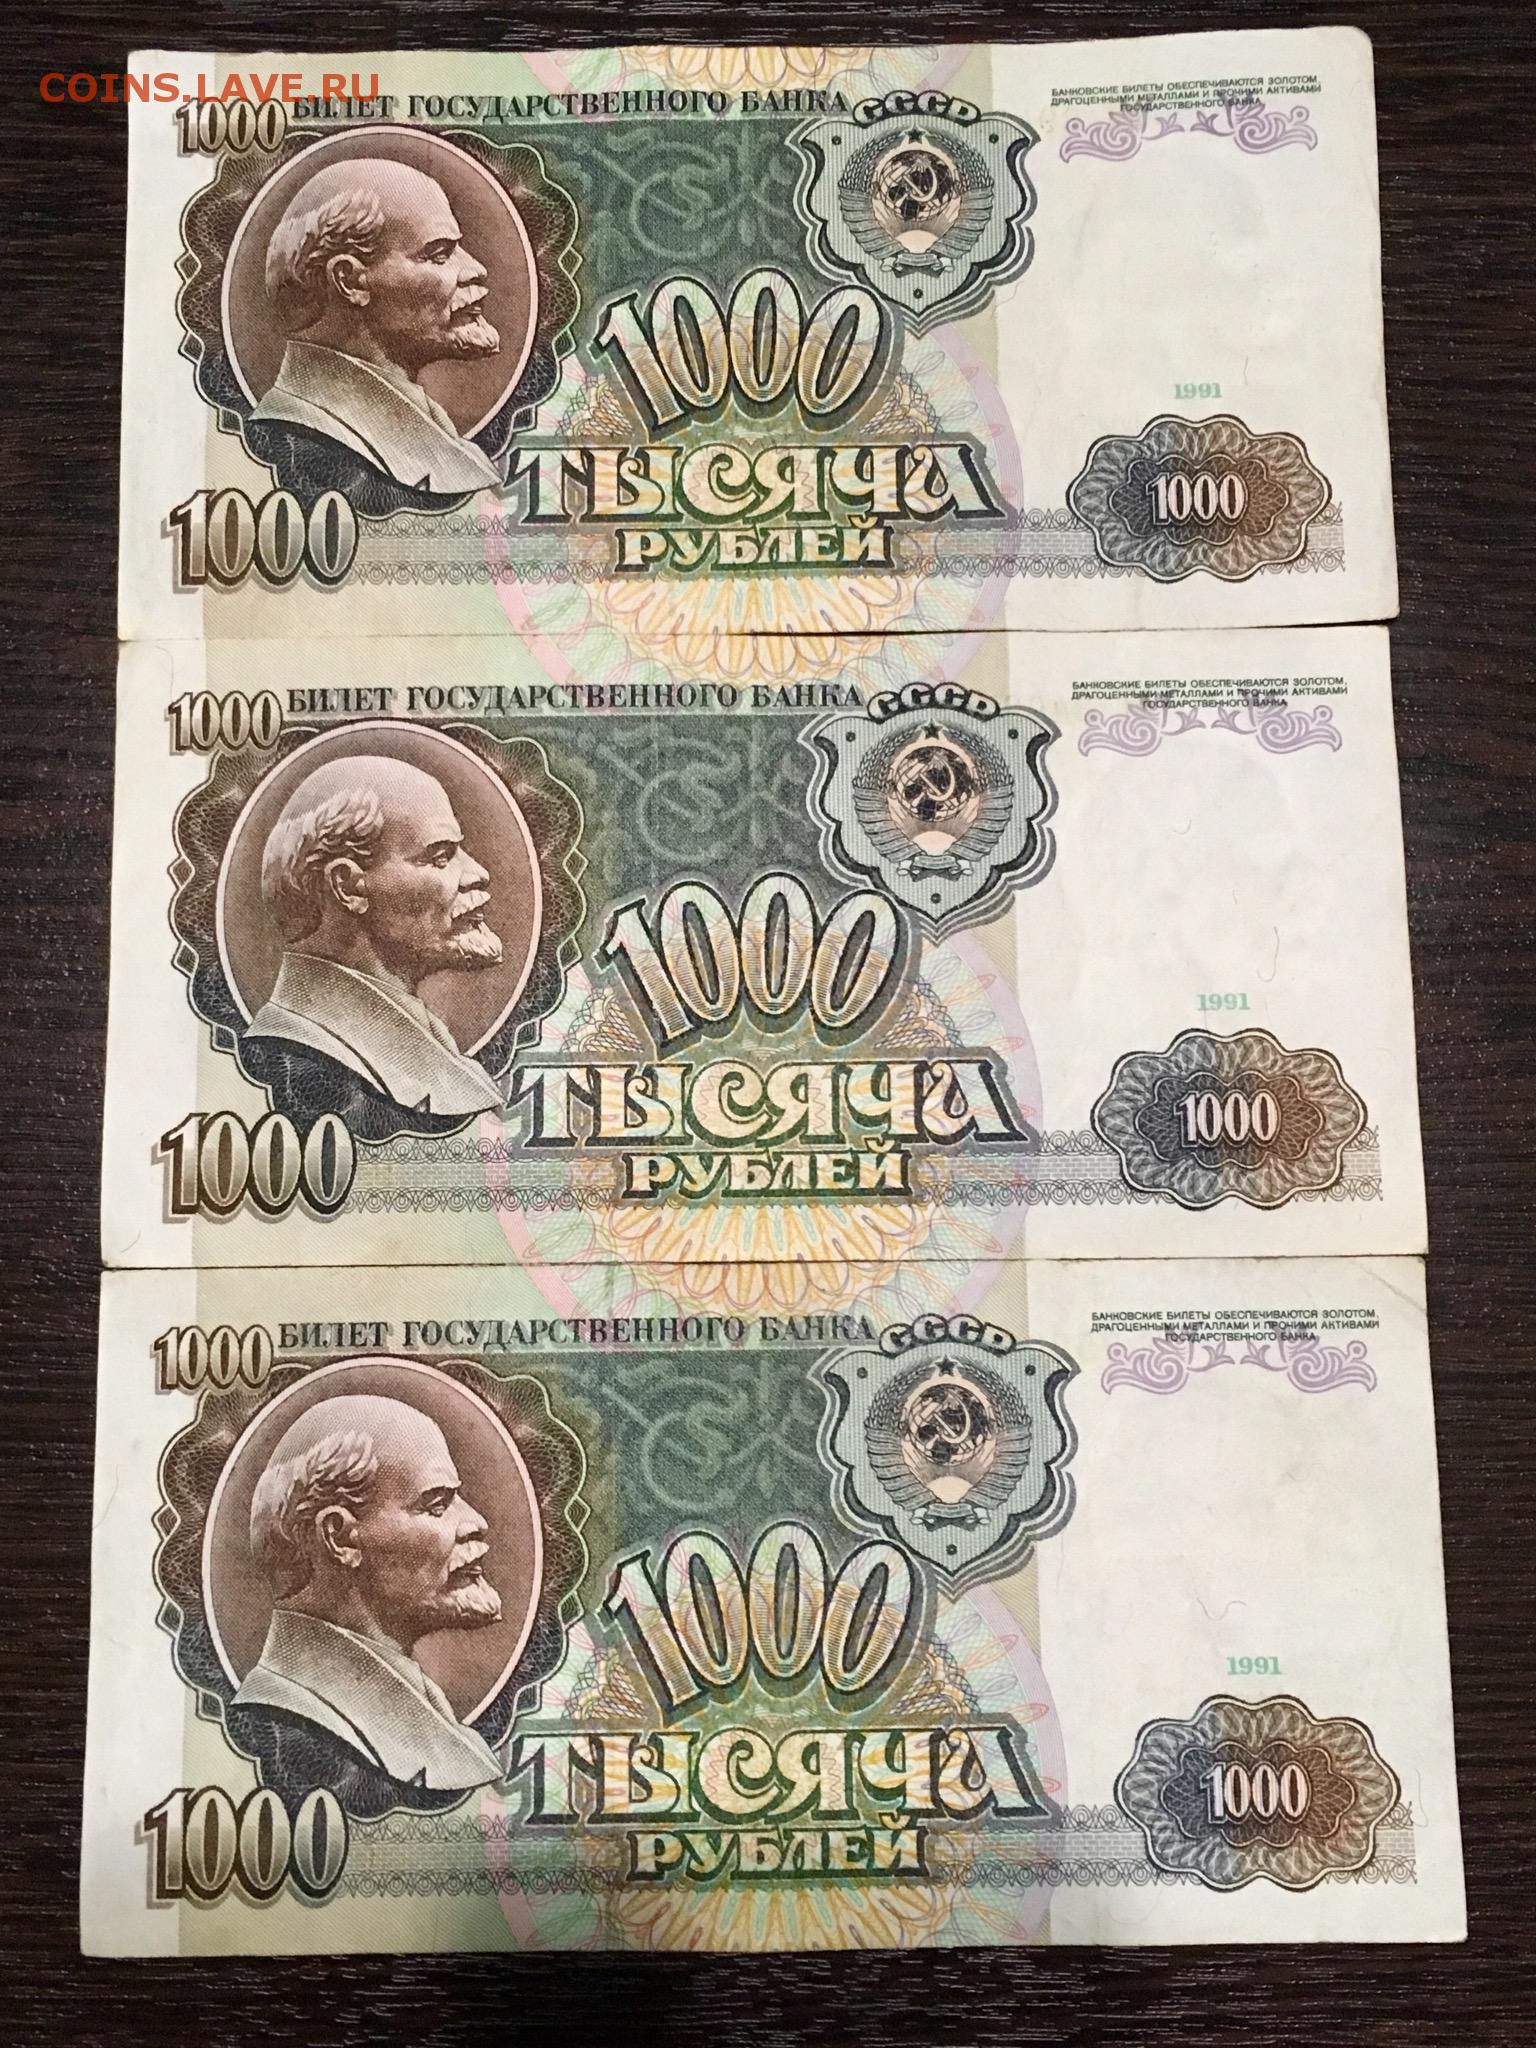 COINS.LAVE.RU
1000 БИЛЕТ ГОСУДАРСТВЕННОГО БАНКА СССР
БАНКОВСКИЕ БИЛЕТЫ ОБЕСПЕЧИВАЮТСЯ ЗОЛОТОМ,
ДРАГОЦЕННЫМИ МЕТАЛЛАМИ И ПРОЧИМИ АКТИВАМИ
ГОСУДАРСТВЕННОГО БАНКА
1000
1991
ТЫСЯЧА
1000
1000
РУБЛЕЙ
1000 БИЛЕТ ГОСУДАРСТВЕННОГО БАНКА СССР
БАНКОВСКИЕ БИЛЕТЫ ОБЕСПЕЧИВАЮТСЯ ЗОЛОТОМ,
ДРАГОЦЕННЫМИ МЕТАЛЛАМИ И ПРОЧИМИ АКТИВАМИ
ГОСУДАРСТВЕННОГО БАНКА
1000
1991
ТЫСЯЧА
1000
1000
РУБЛЕЙ
1000 БИЛЕТ ГОСУДАРСТВЕННОГО БАНКА СССР
БАНКОВСКИЕ БИЛЕТЫ ОБЕСПЕЧИВАЮТСЯ ЗОЛОТОМ,
ДРАГОЦЕННЫМИ МЕТАЛЛАМИ И ПРОЧИМИ АКТИВАМИ
ГОСУДАРСТВЕННОГО БАНКА
1000
1991
ТЫСЯЧА
1000
1000
РУБЛЕЙ